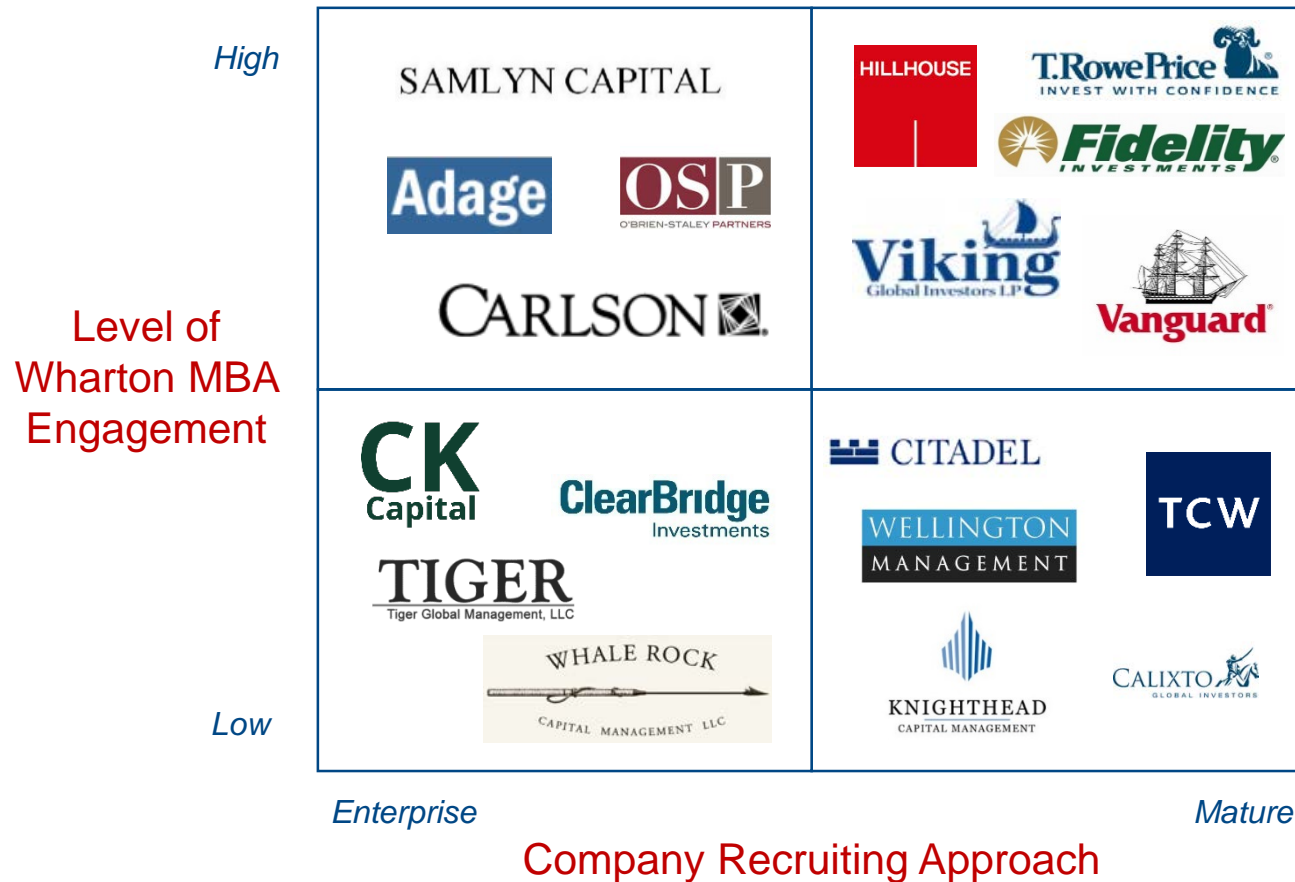 High
SAMLYN CAPITAL
Adage
OSP
O'BRIEN-STALEY PARTNERS
CARLSON
HILLHOUSE
T.RowePrice
INVEST WITH CONFIDENCE
Fidelity
INVESTMENTS
Viking
Global Investors LP
Vanguard
Level of
Wharton MBA
Engagement
CK
Capital
ClearBridge
Investments
TIGER
Tiger Global Management, LLC
WHALE ROCK
CAPITAL MANAGEMENT LLC
CITADEL
TCW
WELLINGTON
MANAGEMENT
KNIGHTHEAD
CAPITAL MANAGEMENT
CALIXTO
GLOBAL INVESTORS
Low
Enterprise
Mature
Company Recruiting Approach